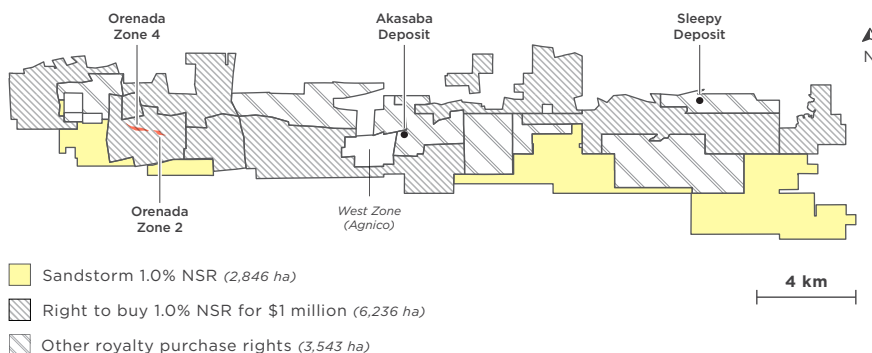 Orenada
Zone 4
Akasaba
Deposit
Sleepy
Deposit
N
Orenada
Zone 2
West Zone
(Agnico)
Sandstorm 1.0% NSR (2,846 ha)
4 km
Right to buy 1.0% NSR for $1 million (6,236 ha)
Other royalty purchase rights (3,543 ha)